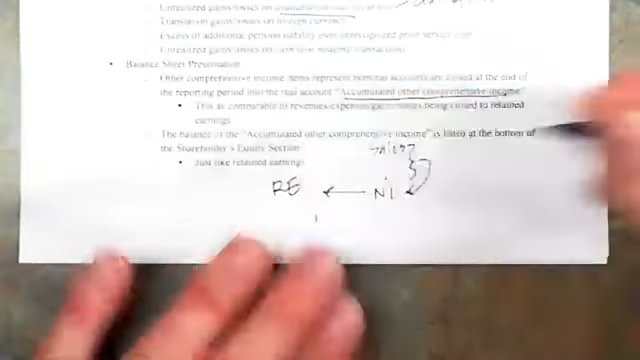 Unrealized gains/losses on
Translation gains/losses on foreign currency
Excess of additional pension liability over unrecognized prior service cost
Unrealized gains/losses on cash flow hedging transactions
• Balance Sheet Presentation
Other comprehensive income items represent nominal accounts are closed at the end of
the reporting period into the real account "Accumulated other comprehensive income"
• This is comparable to revenues/expenses gains/losses being closed to retained
earnings
The balance of the "Accumulated other comprehensive income" is listed at the bottom of
the Shareholder's Equity Section
• Just like retained earnings
RE ← NI